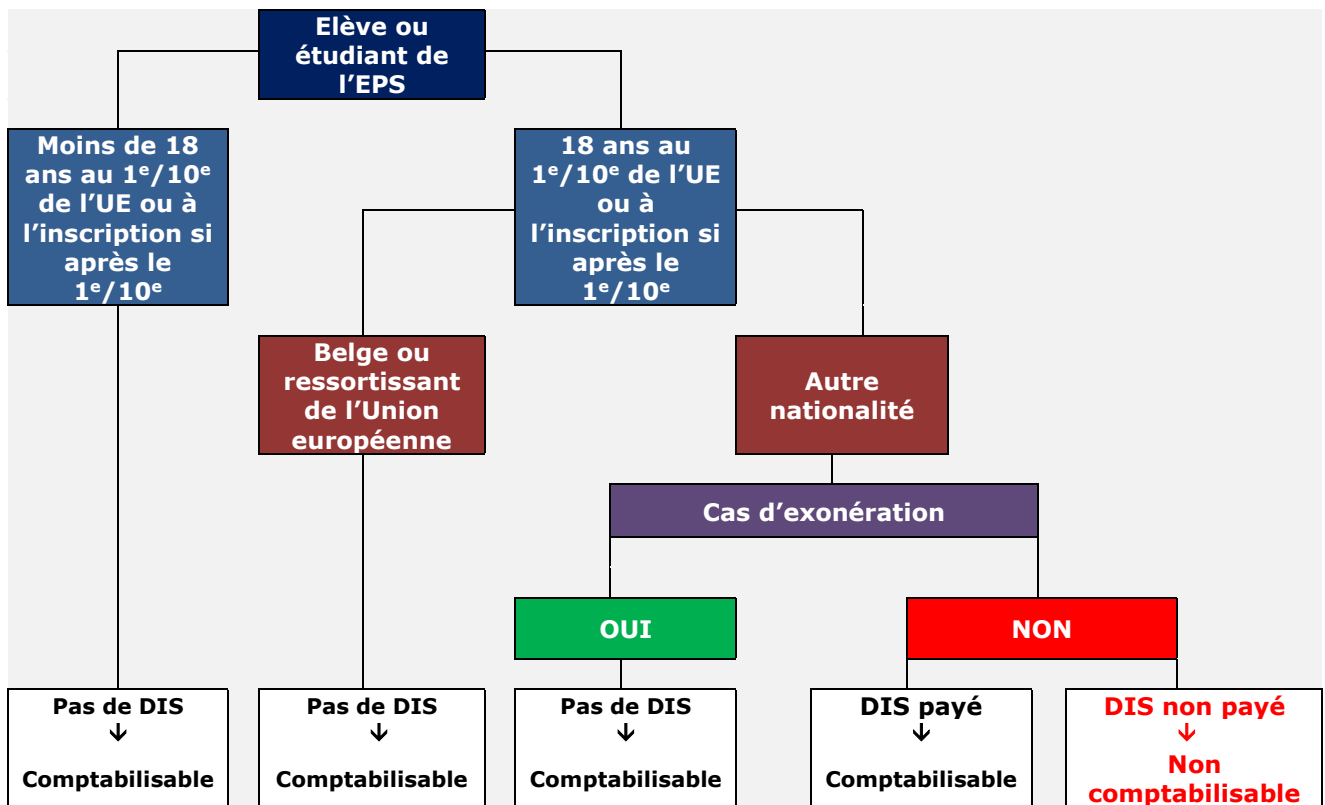 Elève ou
étudiant de
l’EPS
Moins de 18
ans au 1ᵉ/10ᵉ
de l’UE ou à
l’inscription si
après le
1ᵉ/10ᵉ
18 ans au
1ᵉ/10ᵉ de l’UE
ou à
l’inscription si
après le
1ᵉ/10ᵉ
Belge ou
ressortissant
de l’Union
européenne
Autre
nationalité
Cas d’exonération
OUI
NON
Pas de DIS
↓
Comptabilisable
Pas de DIS
↓
Comptabilisable
Pas de DIS
↓
Comptabilisable
DIS payé
↓
Comptabilisable
DIS non payé
↓
Non
comptabilisable